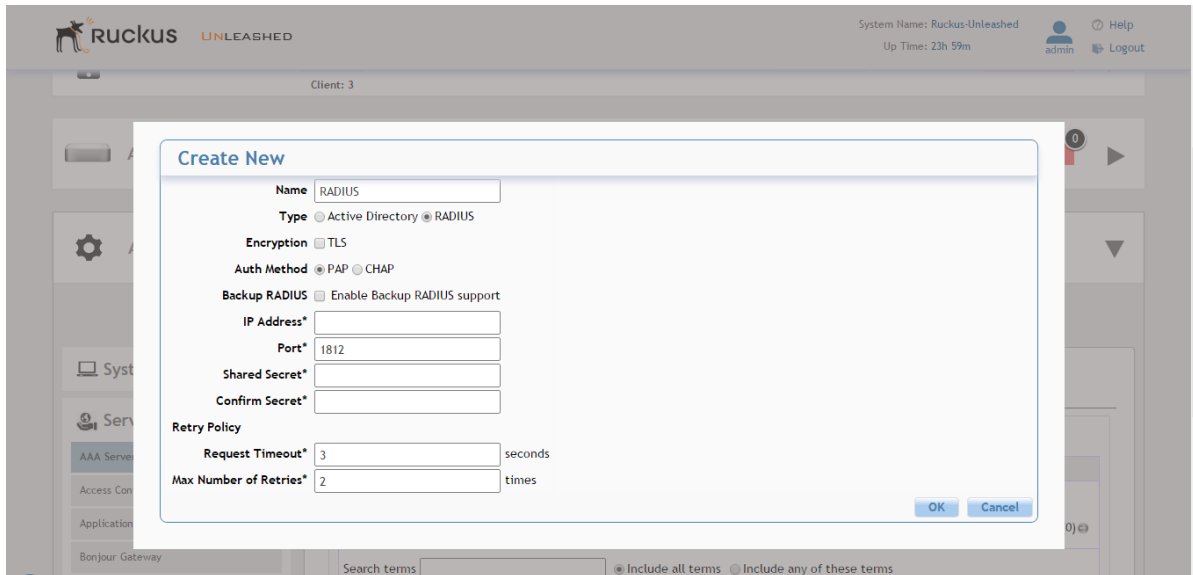 RUCKUS UNLEASHED
System Name: Ruckus-Unleashed
Up Time: 23h 59m
admin
Help
Logout
Client: 3
0
Create New
Name RADIUS
Type Active Directory RADIUS
Encryption TLS
Auth Method PAP CHAP
Backup RADIUS Enable Backup RADIUS support
IP Address*
Port* 1812
Shared Secret*
Confirm Secret*
Retry Policy
Request Timeout* 3 seconds
Max Number of Retries* 2 times
OK Cancel
Syst
Serv
AAA Server
Access Con
Application
Bonjour Gateway
0)
Search terms Include all terms Include any of these terms